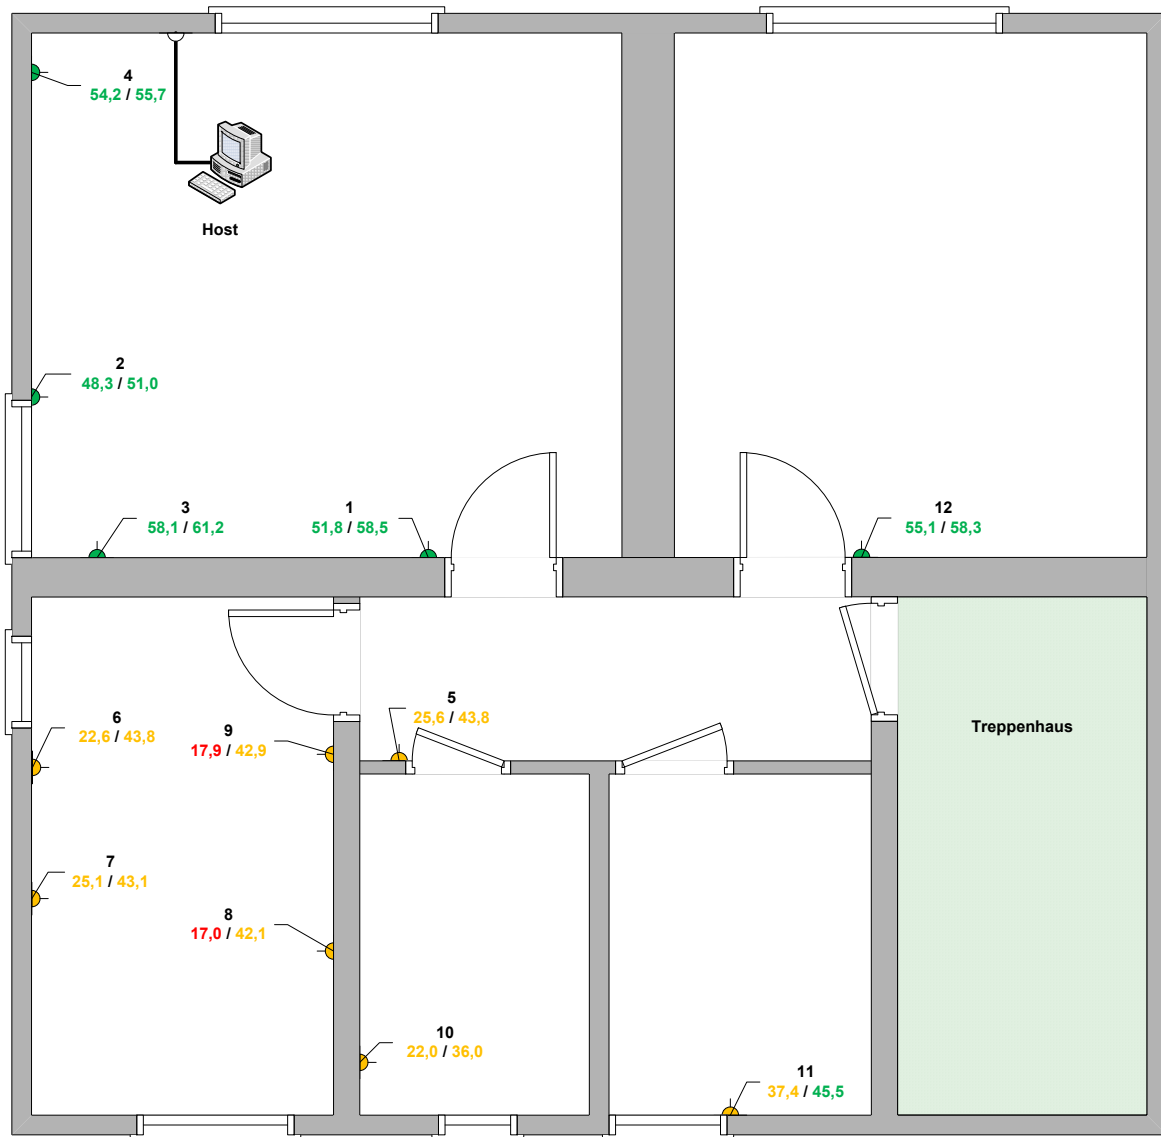 4
54,2 / 55,7
Host
2
48,3 / 51,0
3
58,1 / 61,2
1
51,8 / 58,5
12
55,1 / 58,3
5
25,6 / 43,8
6
22,6 / 43,8
9
17,9 / 42,9
Treppenhaus
7
25,1 / 43,1
8
17,0 / 42,1
10
22,0 / 36,0
11
37,4 / 45,5